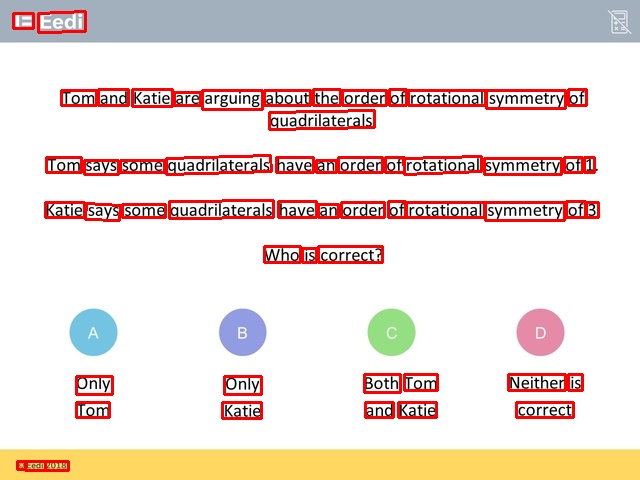 Eedi
Tom and Katie are arguing about the order of rotational symmetry of
quadrilaterals
Tom says some quadrilaterals have an order of rotational symmetry of 1.
Katie says some quadrilaterals have an order of rotational symmetry of 3
Who is correct?
A B C D
Only Only Both Tom Neither is
Tom Katie and Katie correct
© Eedi 2018